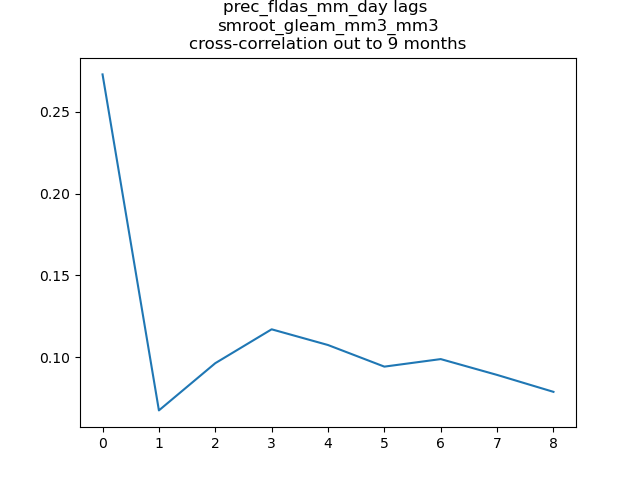 prec_fldas_mm_day lags
smroot_gleam_mm3_mm3
cross-correlation out to 9 months
0.25
0.20
0.15
0.10
0 1 2 3 4 5 6 7 8